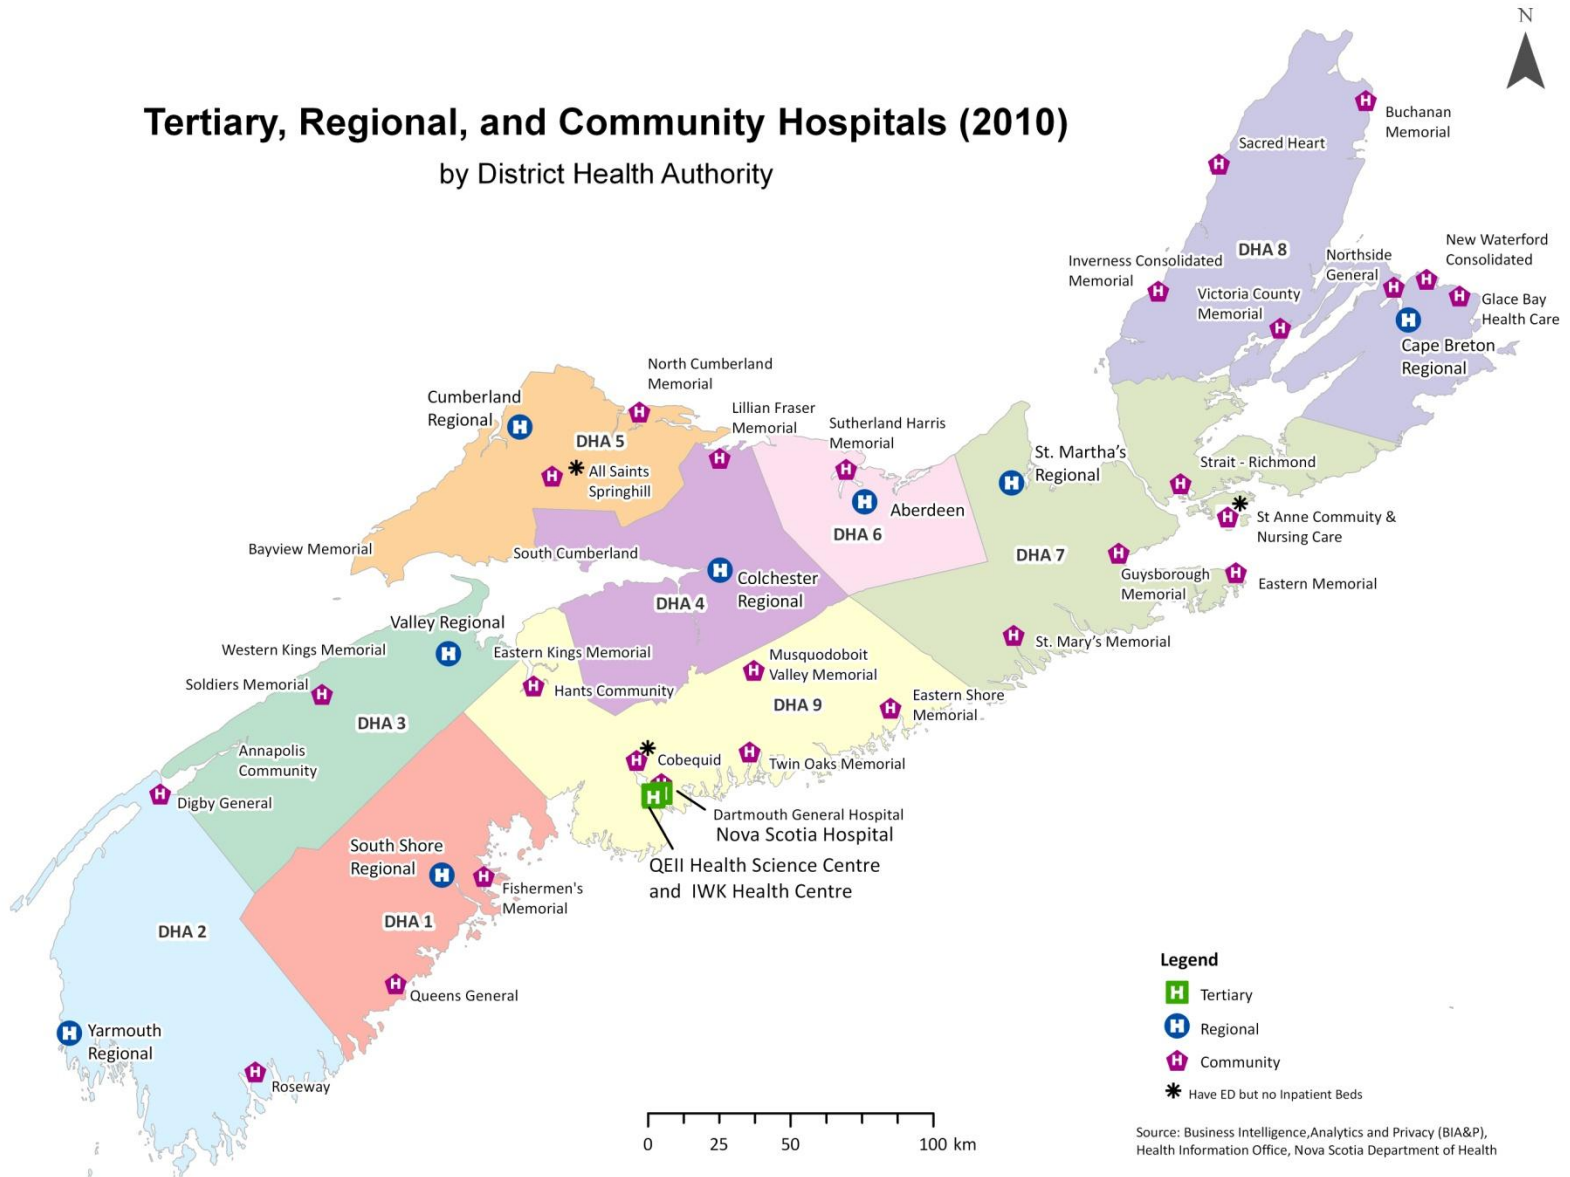 N
Tertiary, Regional, and Community Hospitals (2010)
by District Health Authority
Buchanan
Memorial
Sacred Heart
DHA 8
Inverness Consolidated
Memorial
Northside
General
New Waterford
Consolidated
Victoria County
Memorial
Glace Bay
Health Care
Cape Breton
Regional
North Cumberland
Memorial
Cumberland
Regional
DHA 5
All Saints
Springhill
Lillian Fraser
Memorial
Sutherland Harris
Memorial
St. Martha's
Regional
Strait - Richmond
Aberdeen
DHA 6
St Anne Commuity &
Nursing Care
Bayview Memorial
South Cumberland
DHA 7
Colchester
Regional
DHA 4
Guysborough
Memorial
Eastern Memorial
Valley Regional
St. Mary's Memorial
Western Kings Memorial
Eastern Kings Memorial
Musquodoboit
Valley Memorial
Soldiers Memorial
Hants Community
DHA 9
Eastern Shore
Memorial
DHA 3
Annapolis
Community
Cobequid
Twin Oaks Memorial
Digby General
Dartmouth General Hospital
Nova Scotia Hospital
South Shore
Regional
QEII Health Science Centre
and IWK Health Centre
Fishermen's
Memorial
DHA 1
DHA 2
Queens General
Yarmouth
Regional
Roseway
Legend
H Tertiary
H Regional
H Community
Have ED but no Inpatient Beds
0 25 50 100 km
Source: Business Intelligence,Analytics and Privacy (BIA&P),
Health Information Office, Nova Scotia Department of Health